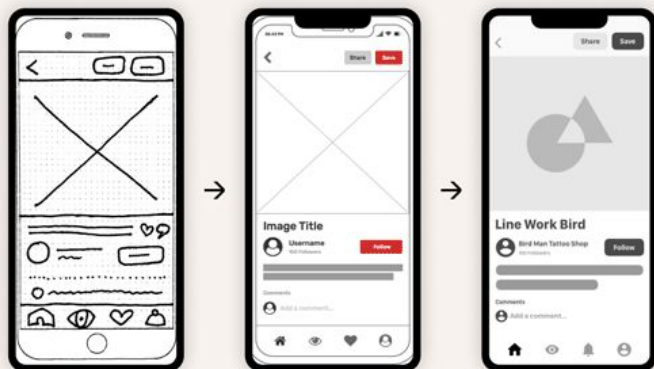 Share Save
Image Title
Username
Follow
Comments
Add a comment...
Share Save
Line Work Bird
Bird Man Tattoo Shop
Follow
Comments
Add a comment...